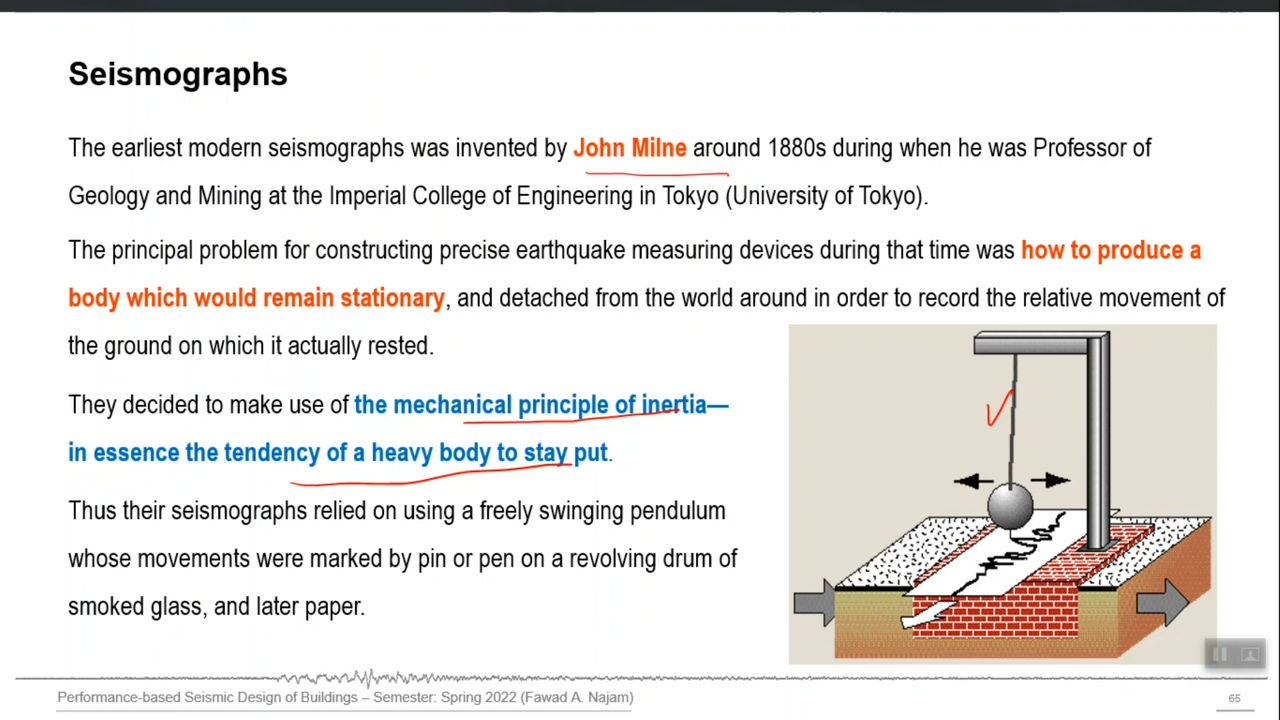 Seismographs
The earliest modern seismographs was invented by John Milne around 1880s during when he was Professor of
Geology and Mining at the Imperial College of Engineering in Tokyo (University of Tokyo).
The principal problem for constructing precise earthquake measuring devices during that time was how to produce a
body which would remain stationary, and detached from the world around in order to record the relative movement of
the ground on which it actually rested.
They decided to make use of the mechanical principle of inertia—
in essence the tendency of a heavy body to stay put.
Thus their seismographs relied on using a freely swinging pendulum
whose movements were marked by pin or pen on a revolving drum of
smoked glass, and later paper.
Performance-based Seismic Design of Buildings – Semester: Spring 2022 (Fawad A. Najam)
65